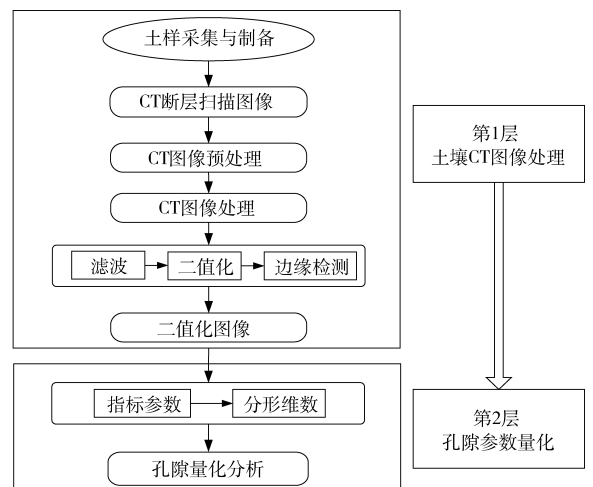 土样采集与制备
CT断层扫描图像
CT图像预处理
CT图像处理
滤波
二值化
边缘检测
二值化图像
指标参数
分形维数
孔隙量化分析
第1层
土壤CT图像处理
第2层
孔隙参数量化